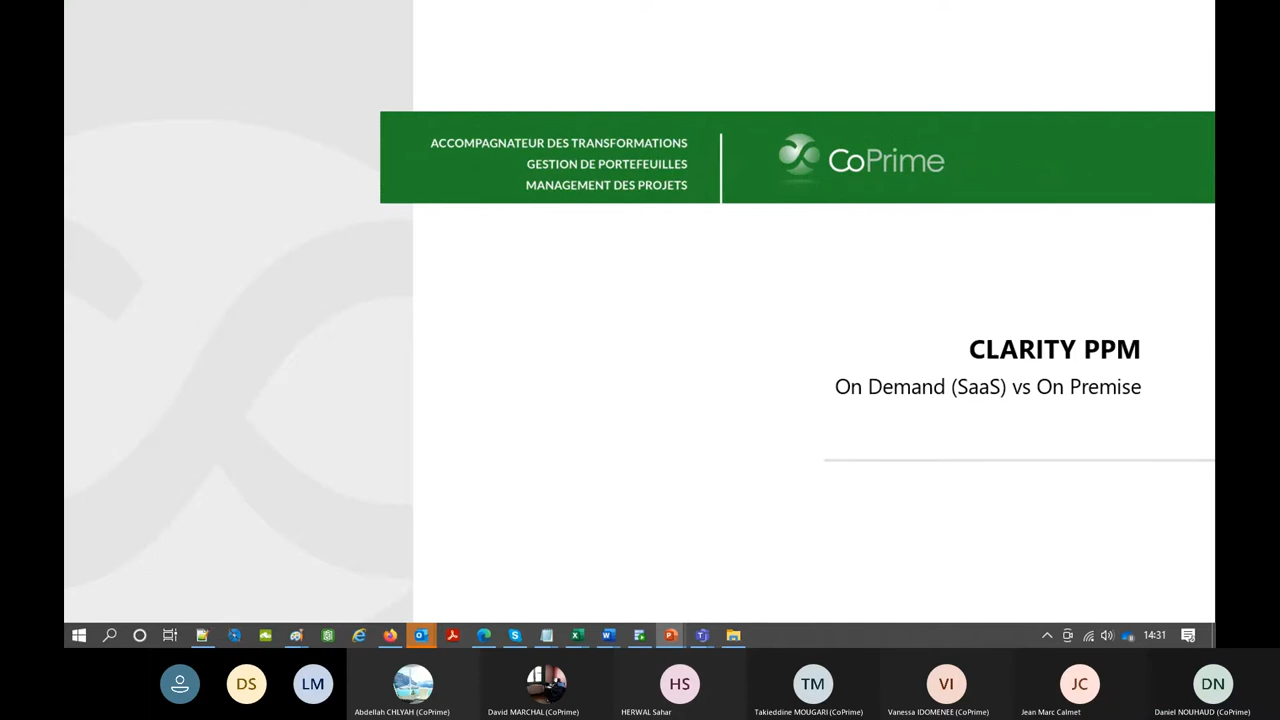 ACCOMPAGNATEUR DES TRANSFORMATIONS
GESTION DE PORTEFEUILLES
MANAGEMENT DES PROJETS
CoPrime
CLARITY PPM
On Demand (SaaS) vs On Premise
14:31
DS
LM
HS
TM
VI
JC
DN
Abdellah CHLYAH (CoPrime)
David MARCHAL (CoPrime)
HERWAL Sahar
Takieddine MOUGARI (CoPrime)
Vanessa IDOMENEE (CoPrime)
Jean Marc Calmet
Daniel NOUHAUD (CoPrime)